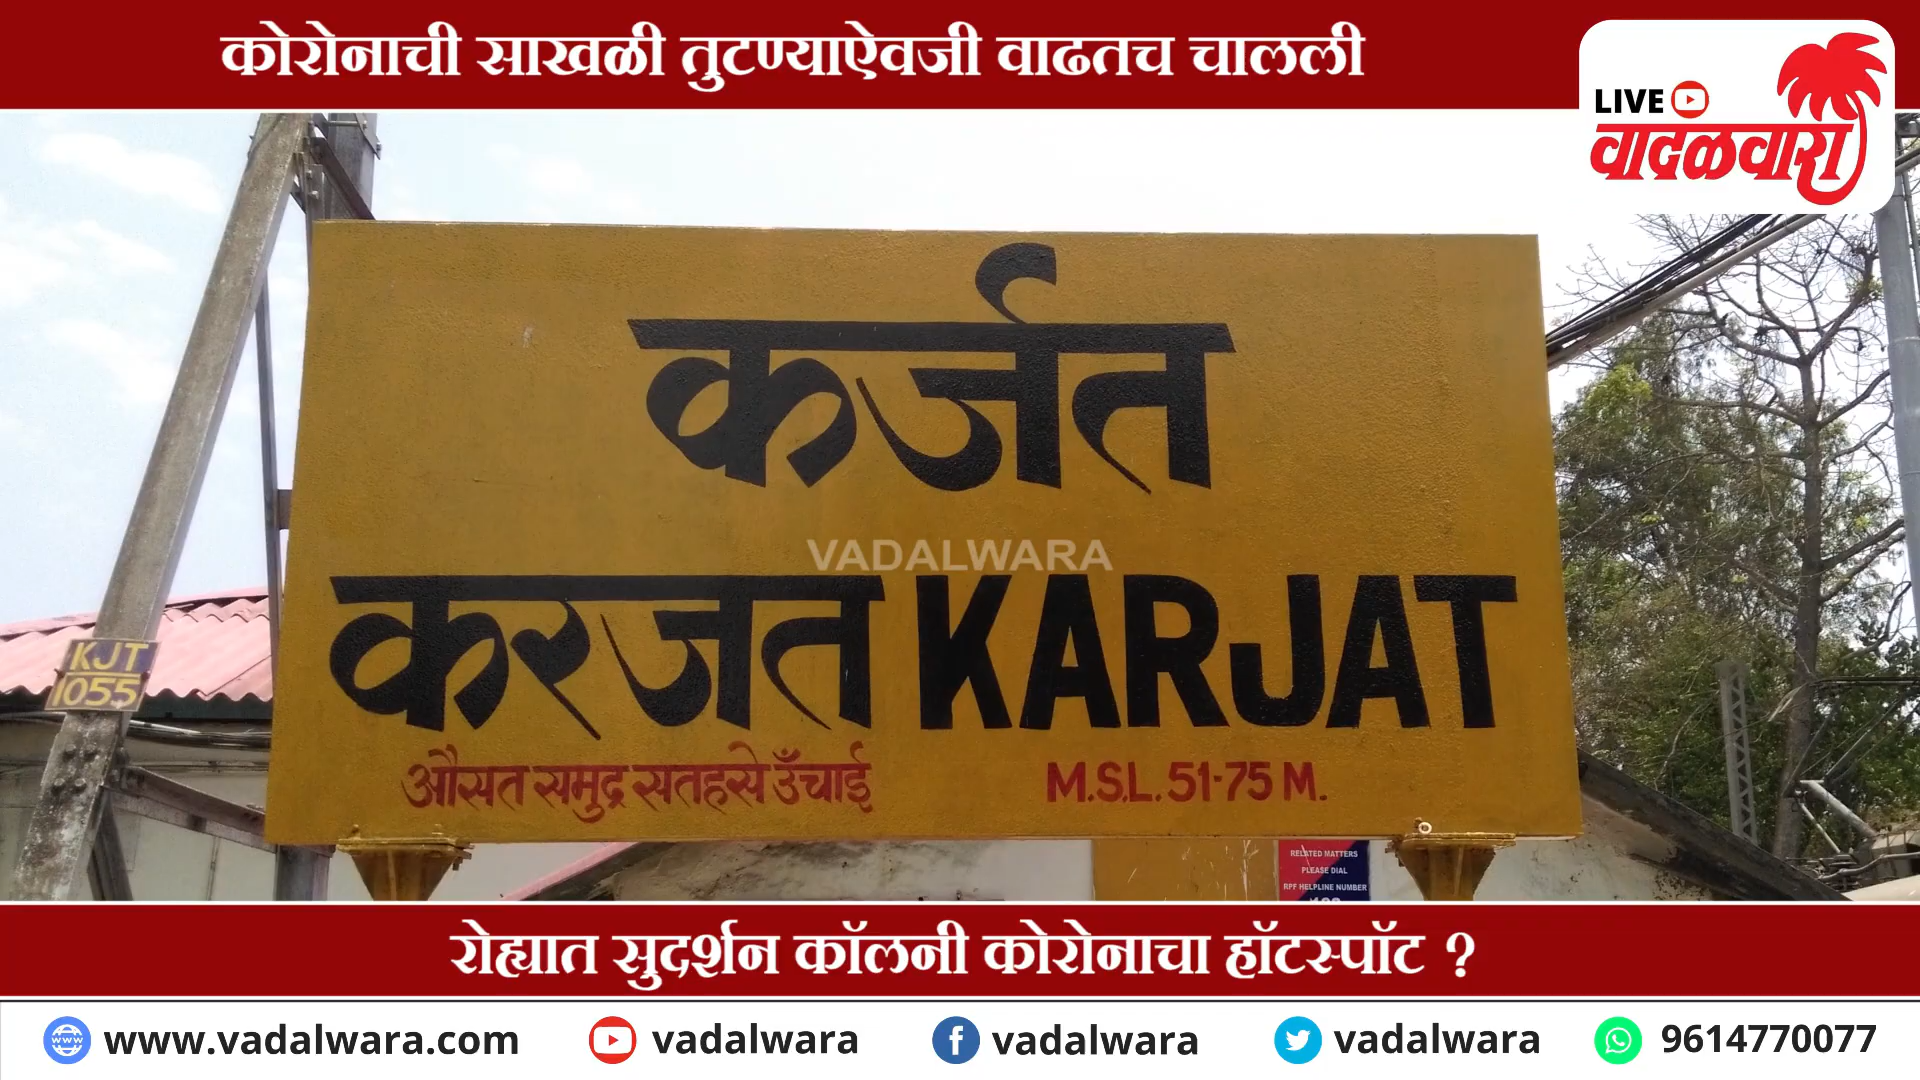 कोरोनाची साखळी तुटण्याऐवजी वाढतच चालली
LIVE
वादळवारा
कर्जत
VADALWARA
करजत KARJAT
औसत समुद्र सतहसे उँचाई M.S.L. 51-75 M.
KJT
1055
RELATED MATTERS
PLEASE DIAL
RPF HELPLINE NUMBER
रोह्यात सुदर्शन कॉलनी कोरोनाचा हॉटस्पॉट ?
www.vadalwara.com vadalwara vadalwara vadalwara 9614770077